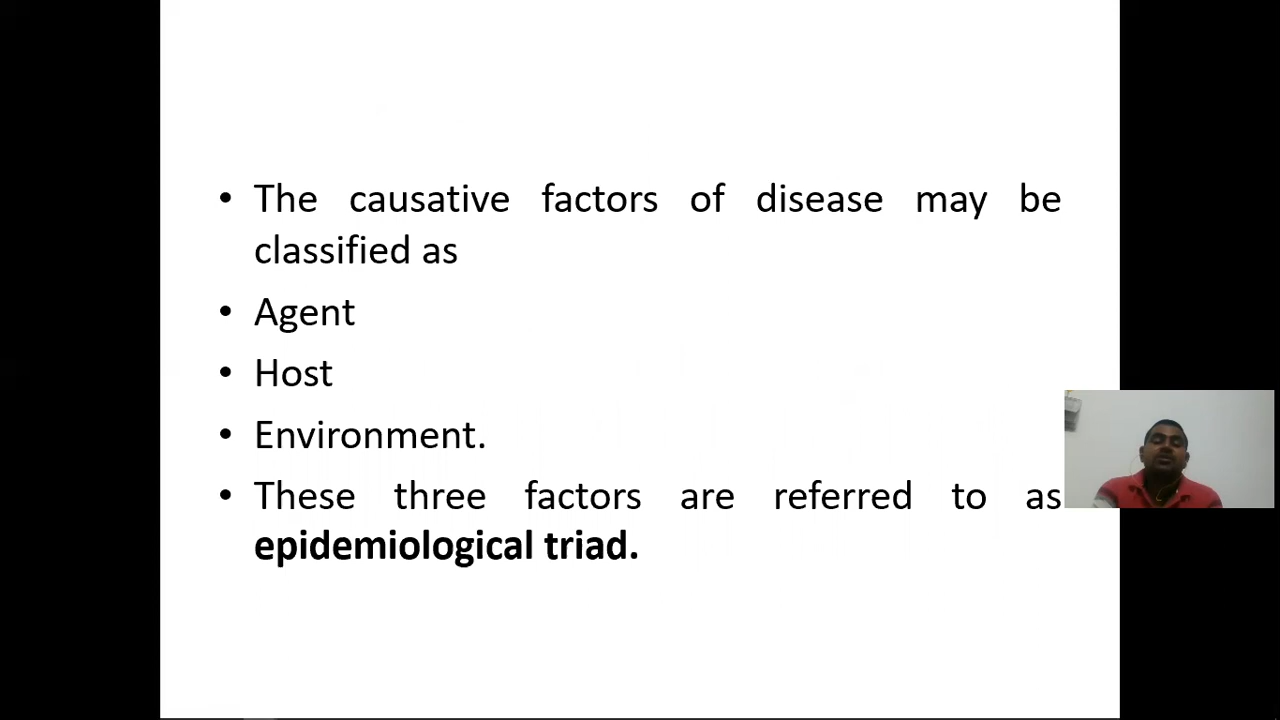 • The causative factors of disease may be
classified as
• Agent
• Host
• Environment.
• These three factors are referred to as
epidemiological triad.